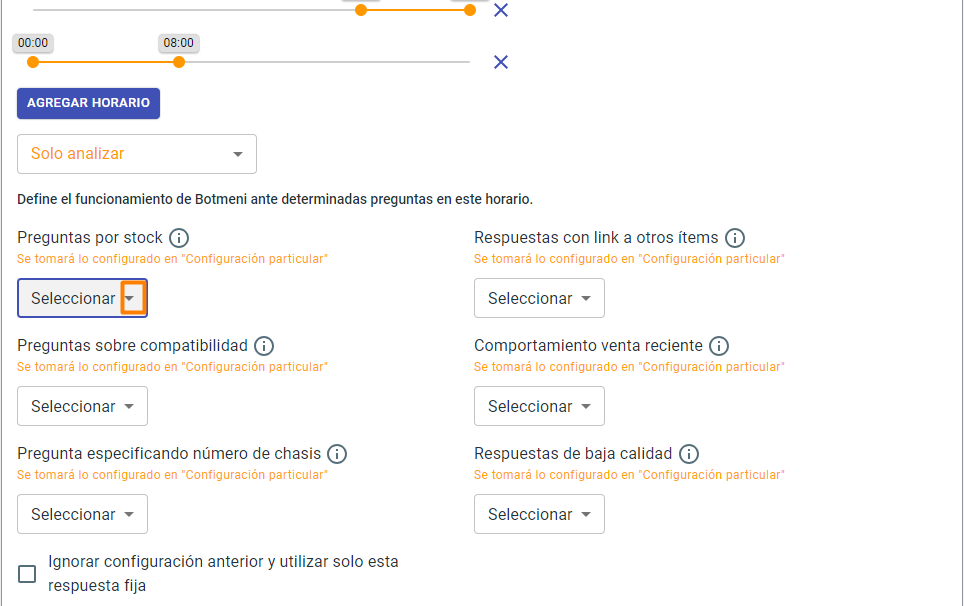 00:00
08:00
AGREGAR HORARIO
Solo analizar
Define el funcionamiento de Botmeni ante determinadas preguntas en este horario.
Preguntas por stock
Se tomará lo configurado en "Configuración particular"
Seleccionar
Respuestas con link a otros ítems
Se tomará lo configurado en "Configuración particular"
Seleccionar
Preguntas sobre compatibilidad
Se tomará lo configurado en "Configuración particular"
Seleccionar
Comportamiento venta reciente
Se tomará lo configurado en "Configuración particular"
Seleccionar
Pregunta especificando número de chasis
Se tomará lo configurado en "Configuración particular"
Seleccionar
Respuestas de baja calidad
Se tomará lo configurado en "Configuración particular"
Seleccionar
Ignorar configuración anterior y utilizar solo esta
respuesta fija